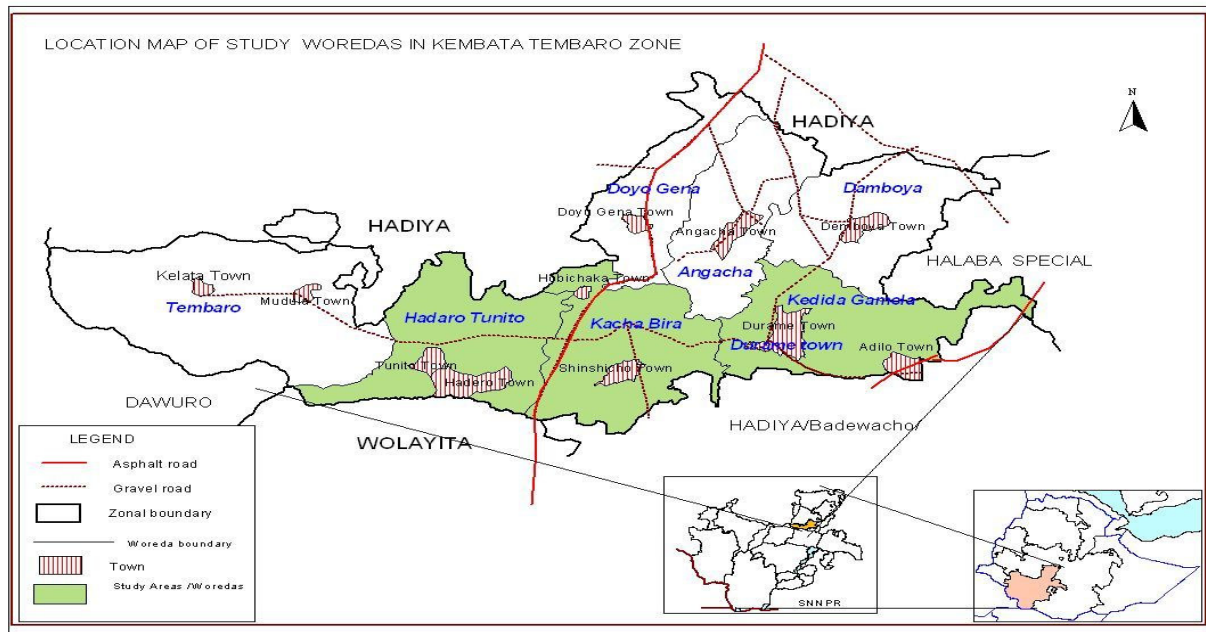 LOCATION MAP OF STUDY WOREDAS IN KEMBATA TEMBARO ZONE
N
HADIYA
Doyo Gena
Damboya
Doyo Gena Town
Angacha Town
Demboya Town
HADIYA
HALABA SPECIAL
Kelata Town
Hobichaka Town
Angacha
Mudula Town
Tembaro
Kedida Gamela
Hadaro Tunito
Kacha Bira
Durame Town
Durame town
Adilo Town
Tunito Town
Hadero Town
Shinshicho Town
DAWURO
WOLAYITA
HADIYA/Badewacho/
LEGEND
Asphalt road
Gravel road
Zonal boundary
Woreda boundary
Town
Study Areas /Woredas
SNNPR